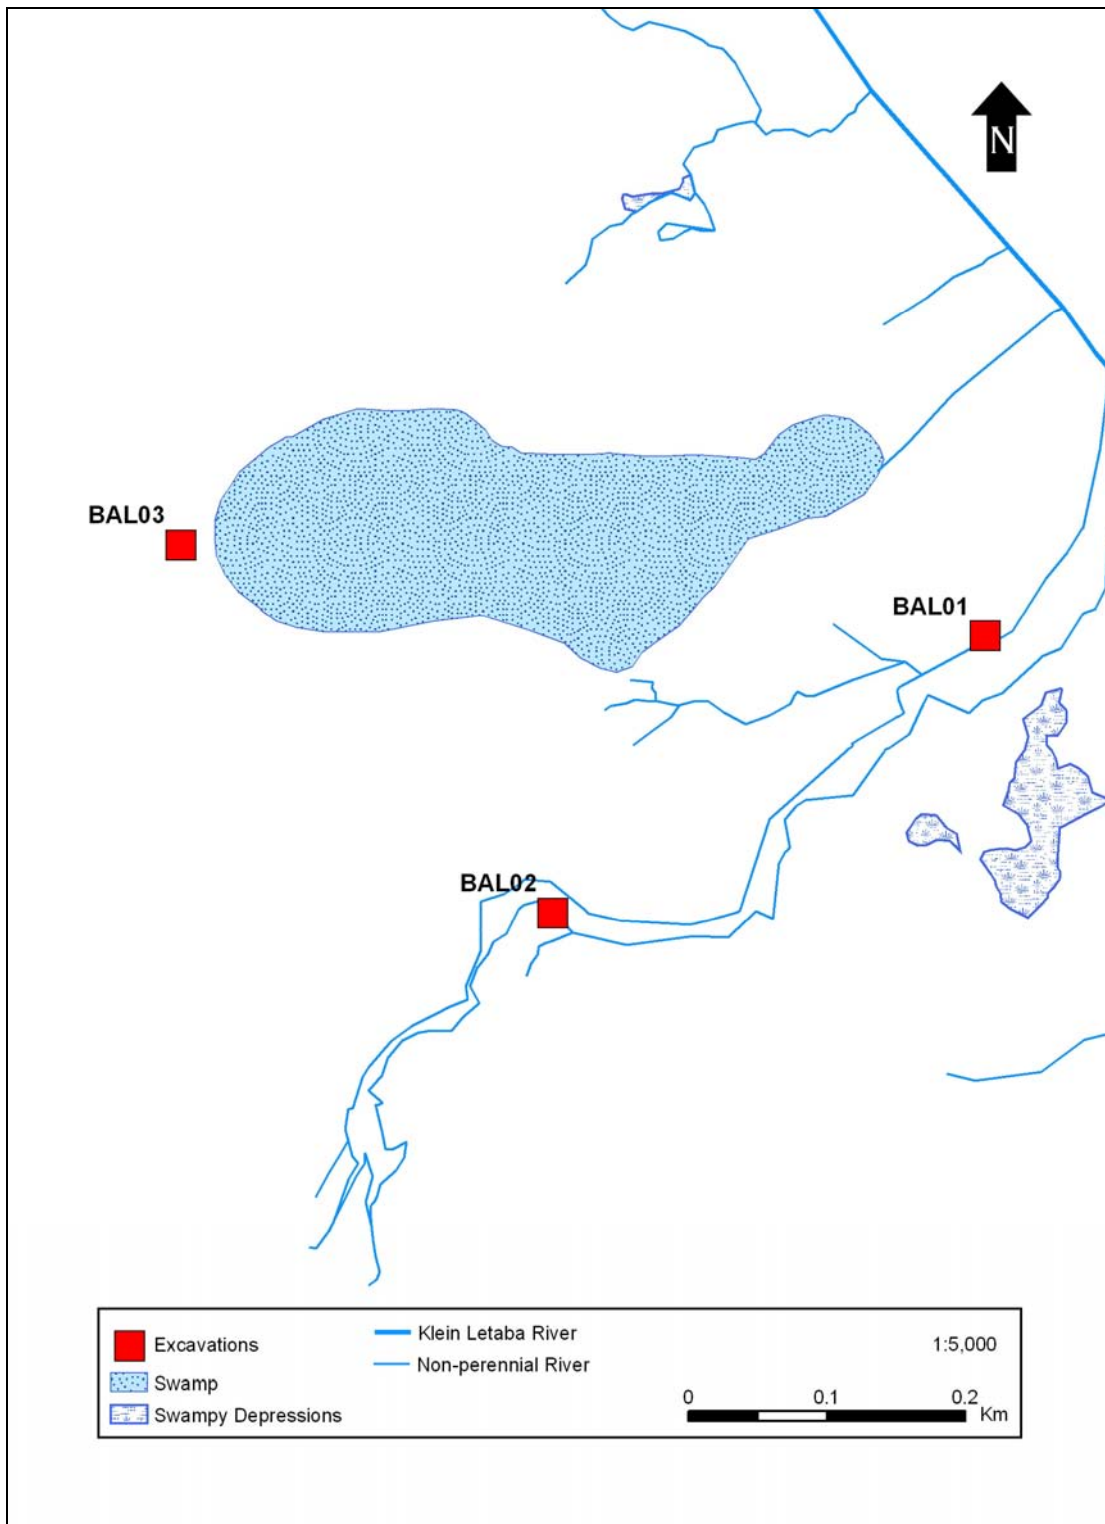 N
BAL03
BAL01
BAL02
Excavations
Swamp
Swampy Depressions
Klein Letaba River
Non-perennial River
1:5,000
0 0.1 0.2
Km